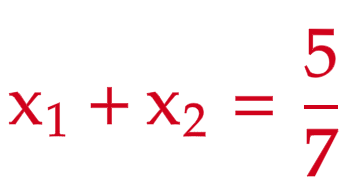 x₁ + x₂ = 5/7